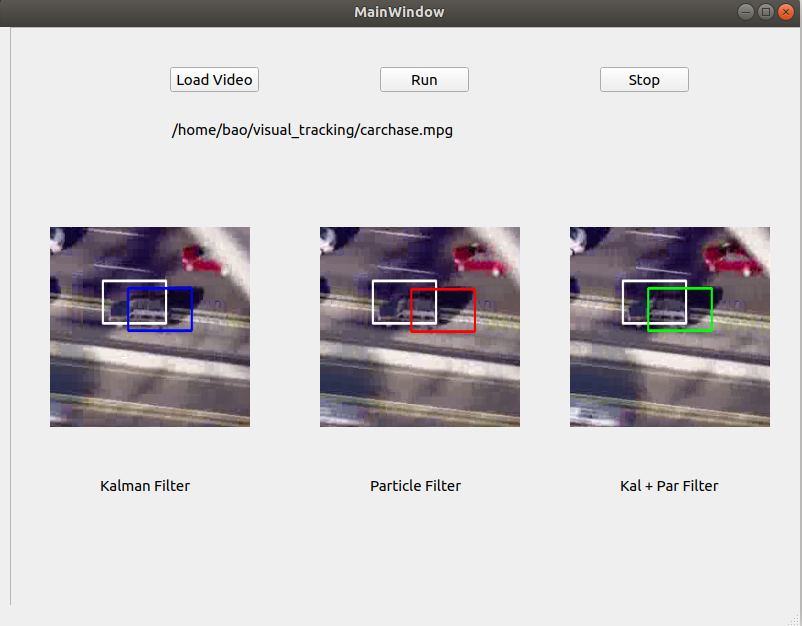 MainWindow
Load Video
Run
Stop
/home/bao/visual_tracking/carchase.mpg
Kalman Filter
Particle Filter
Kal + Par Filter